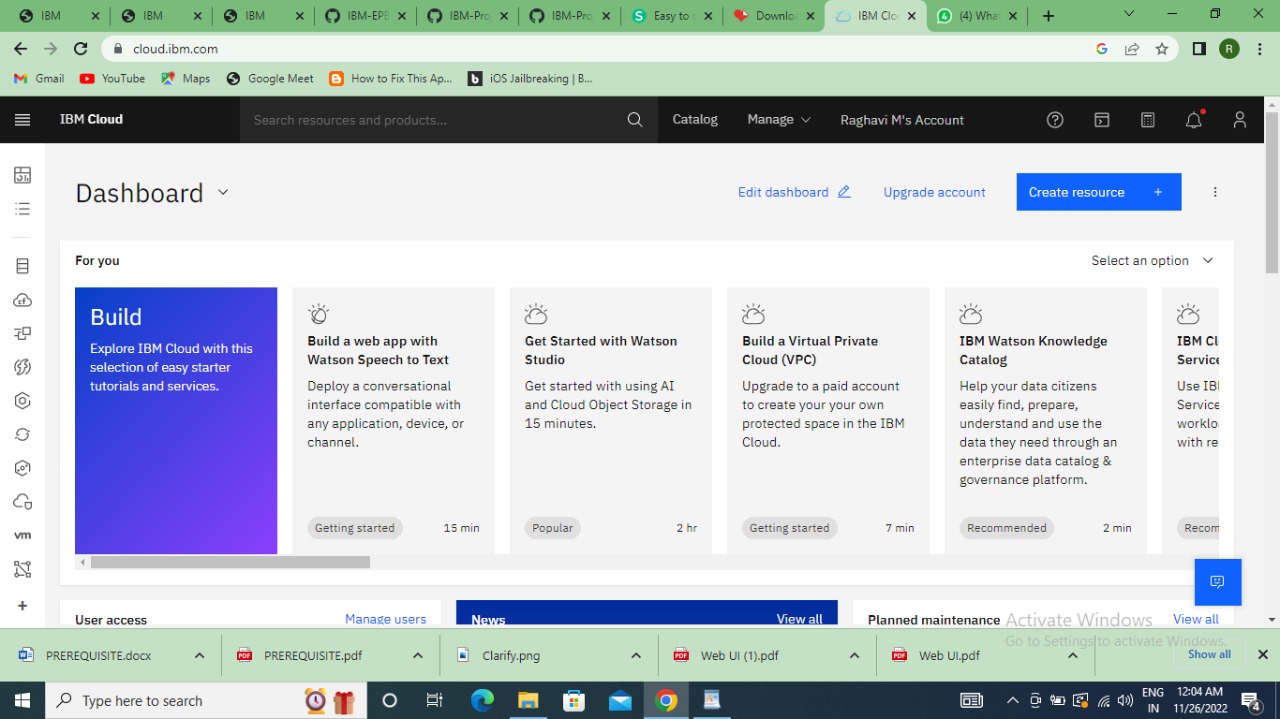 IBM
IBM
IBM
IBM-EPB
IBM-Pro
IBM-Pro
Easy to
Downlo
IBM Clo
(4) What
cloud.ibm.com
R
Gmail
YouTube
Maps
Google Meet
How to Fix This Ap...
iOS Jailbreaking | B...
IBM Cloud
Search resources and products...
Catalog
Manage
Raghavi M's Account
Dashboard
Edit dashboard
Upgrade account
Create resource +
For you
Select an option
Build
Explore IBM Cloud with this
selection of easy starter
tutorials and services.
Build a web app with
Watson Speech to Text
Deploy a conversational
interface compatible with
any application, device, or
channel.
Getting started
15 min
Get Started with Watson
Studio
Get started with using AI
and Cloud Object Storage in
15 minutes.
Popular
2 hr
Build a Virtual Private
Cloud (VPC)
Upgrade to a paid account
to create your your own
protected space in the IBM
Cloud.
Getting started
7 min
IBM Watson Knowledge
Catalog
Help your data citizens
easily find, prepare,
understand and use the
data they need through an
enterprise data catalog &
governance platform.
Recommended
2 min
IBM Cl
Service
Use IB
Service
worklo
with re
Recom
vm
User access
Manage users
News
View all
Planned maintenance
View all
Activate Windows
Go to Settings to activate Windows.
PREREQUISITE.docx
PREREQUISITE.pdf
Clarify.png
Web UI (1).pdf
Web UI.pdf
Show all
Type here to search
ENG
IN
12:04 AM
11/26/2022
4